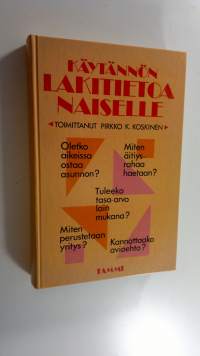 KÄYTÄNNÖN
LAKITIETOA
NAISELLE
TOIMITTANUT PIRKKO K. KOSKINEN
Oletko
aikeissa
ostaa
asunnon?
Miten
äitiys-
rahaa
haetaan?
Tuleeko
tasa-arvo
lain
mukana?
Miten
perustetaan
yritys?
Kannattaako
avioehto?
TAMMI